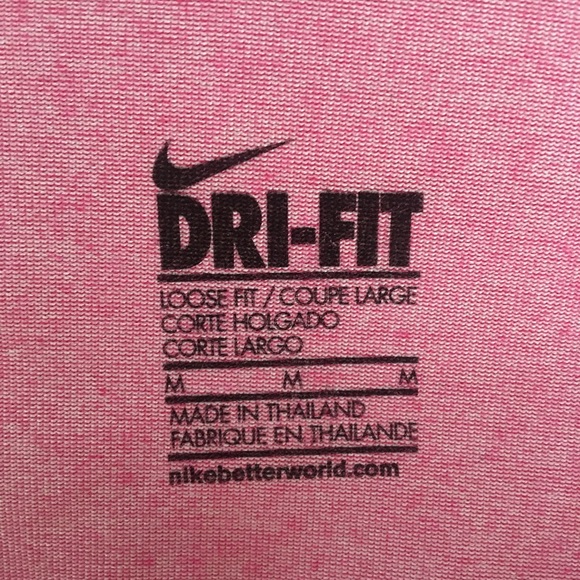 DRI-FIT
LOOSE FIT / COUPE LARGE
CORTE HOLGADO
CORTE LARGO
M M M
MADE IN THAILAND
FABRIQUE EN THAILANDE
nikebetterworld.com